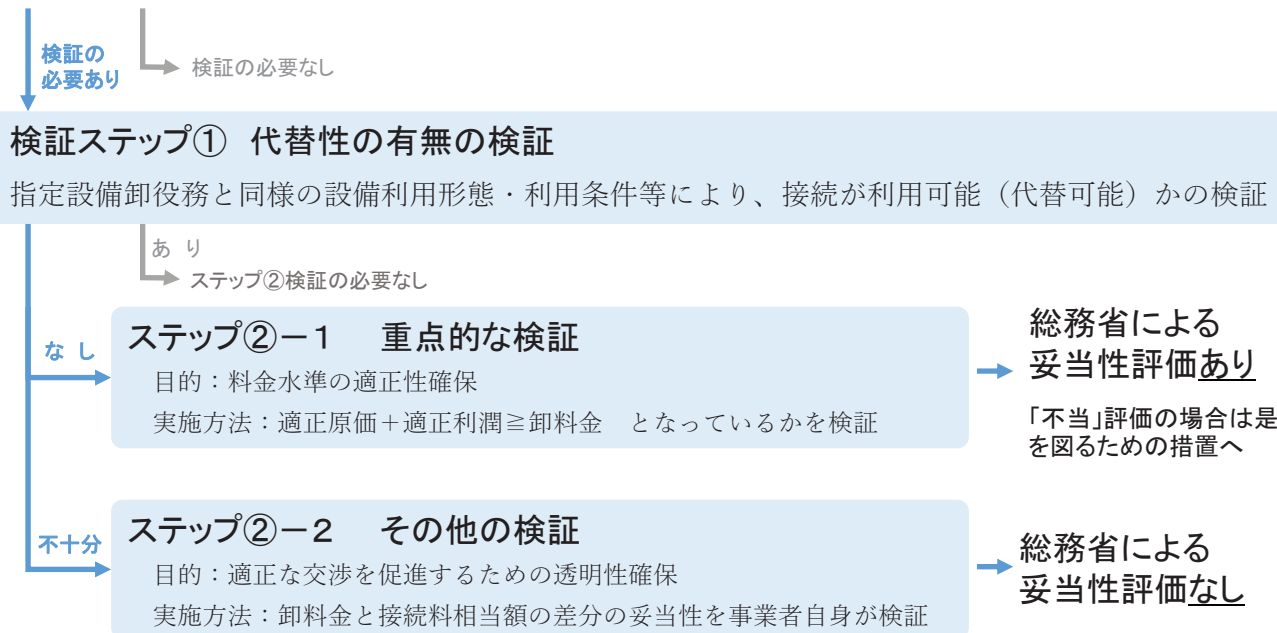 検証の
必要あり
検証の必要なし
検証ステップ① 代替性の有無の検証
指定設備卸役務と同様の設備利用形態・利用条件等により、接続が利用可能（代替可能）かの検証
あ り
ステップ②検証の必要なし
な し
ステップ②－1 重点的な検証
目的：料金水準の適正性確保
実施方法：適正原価＋適正利潤≧卸料金 となっているかを検証
総務省による
妥当性評価あり
「不当」評価の場合は是
を図るための措置へ
不十分
ステップ②－2 その他の検証
目的：適正な交渉を促進するための透明性確保
実施方法：卸料金と接続料相当額の差分の妥当性を事業者自身が検証
総務省による
妥当性評価なし